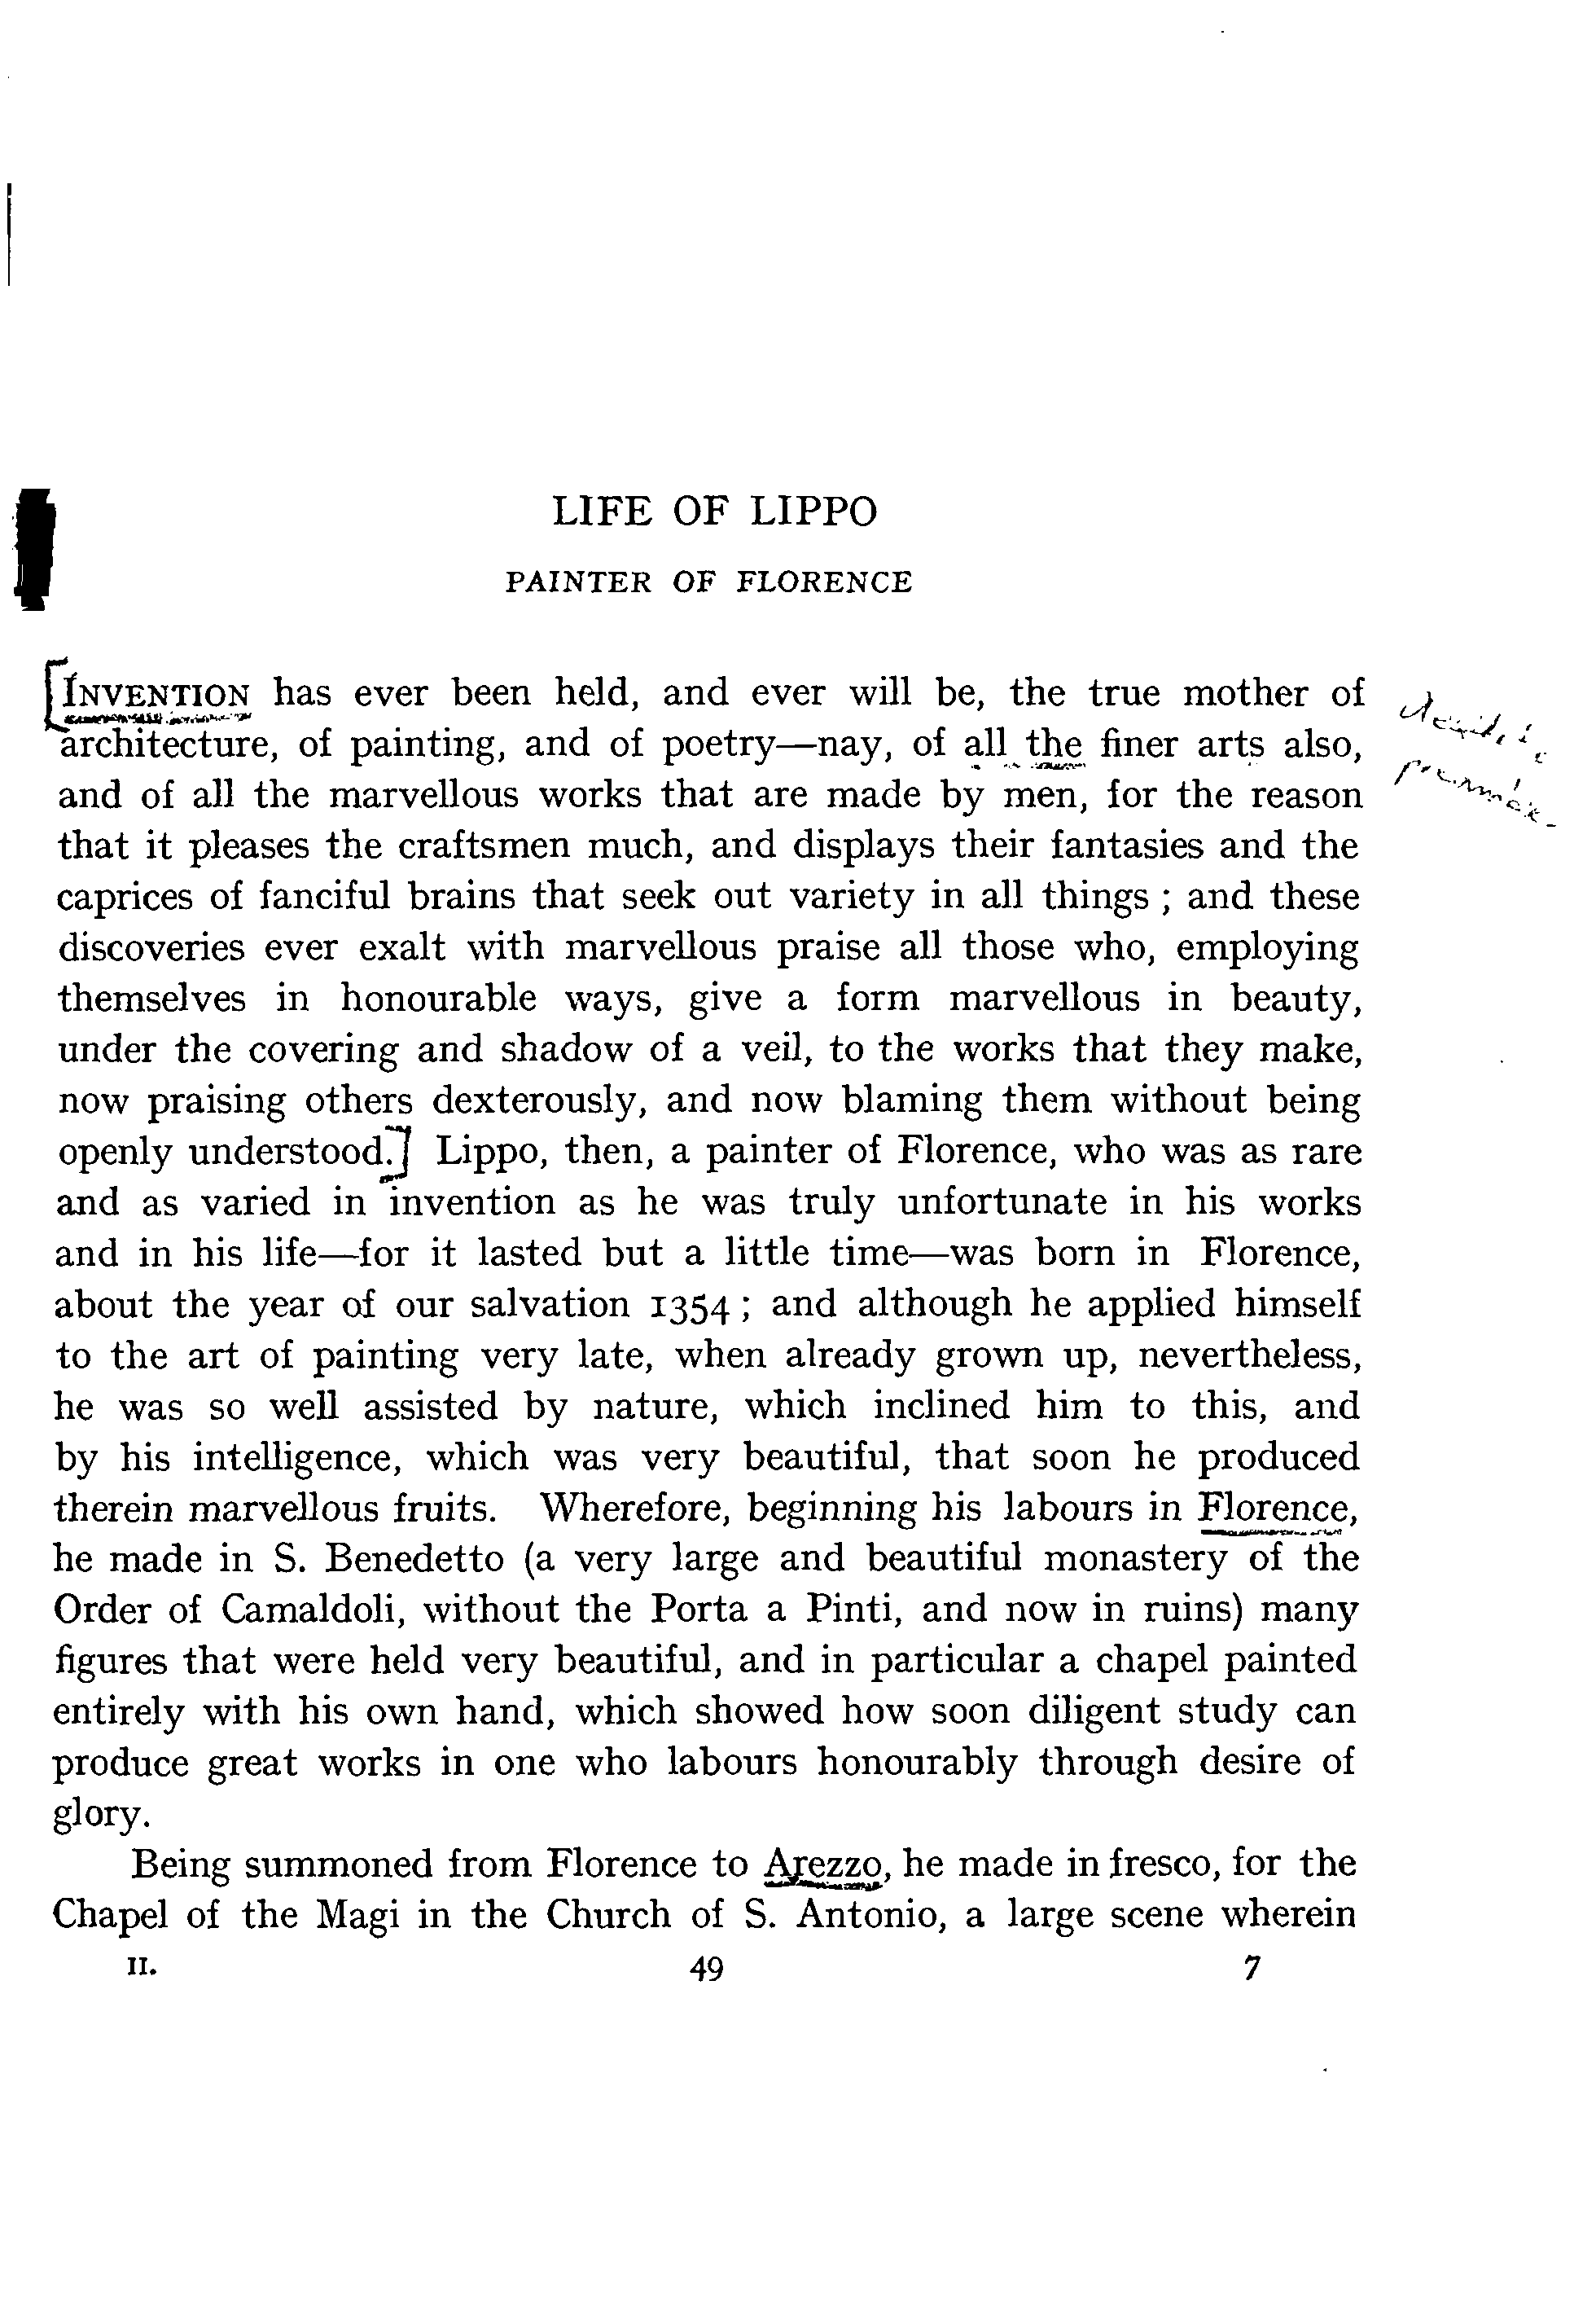 LIFE OF LIPPO
PAINTER OF FLORENCE
[INVENTION has ever been held, and ever will be, the true mother of
architecture, of painting, and of poetry—nay, of all the finer arts also,
and of all the marvellous works that are made by men, for the reason
that it pleases the craftsmen much, and displays their fantasies and the
caprices of fanciful brains that seek out variety in all things ; and these
discoveries ever exalt with marvellous praise all those who, employing
themselves in honourable ways, give a form marvellous in beauty,
under the covering and shadow of a veil, to the works that they make,
now praising others dexterously, and now blaming them without being
openly understood.] Lippo, then, a painter of Florence, who was as rare
and as varied in invention as he was truly unfortunate in his works
and in his life—for it lasted but a little time—was born in Florence,
about the year of our salvation 1354 ; and although he applied himself
to the art of painting very late, when already grown up, nevertheless,
he was so well assisted by nature, which inclined him to this, and
by his intelligence, which was very beautiful, that soon he produced
therein marvellous fruits. Wherefore, beginning his labours in Florence,
he made in S. Benedetto (a very large and beautiful monastery of the
Order of Camaldoli, without the Porta a Pinti, and now in ruins) many
figures that were held very beautiful, and in particular a chapel painted
entirely with his own hand, which showed how soon diligent study can
produce great works in one who labours honourably through desire of
glory.
Being summoned from Florence to Arezzo, he made in fresco, for the
Chapel of the Magi in the Church of S. Antonio, a large scene wherein
II. 49 7